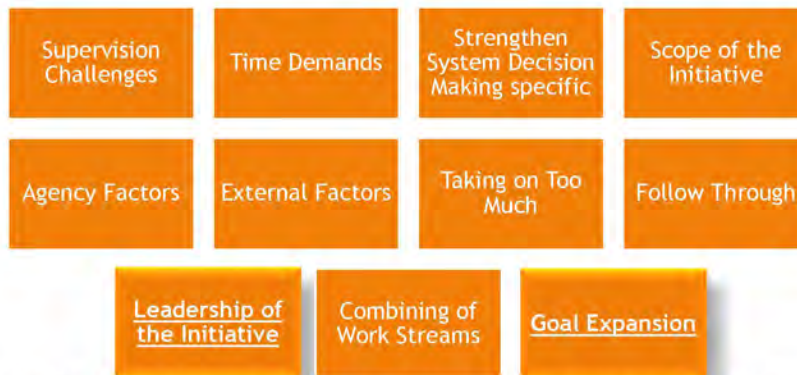 Supervision
Challenges
Time Demands
Strengthen
System Decision
Making specific
Scope of the
Initiative
Agency Factors
External Factors
Taking on Too
Much
Follow Through
Leadership of
the Initiative
Combining of
Work Streams
Goal Expansion